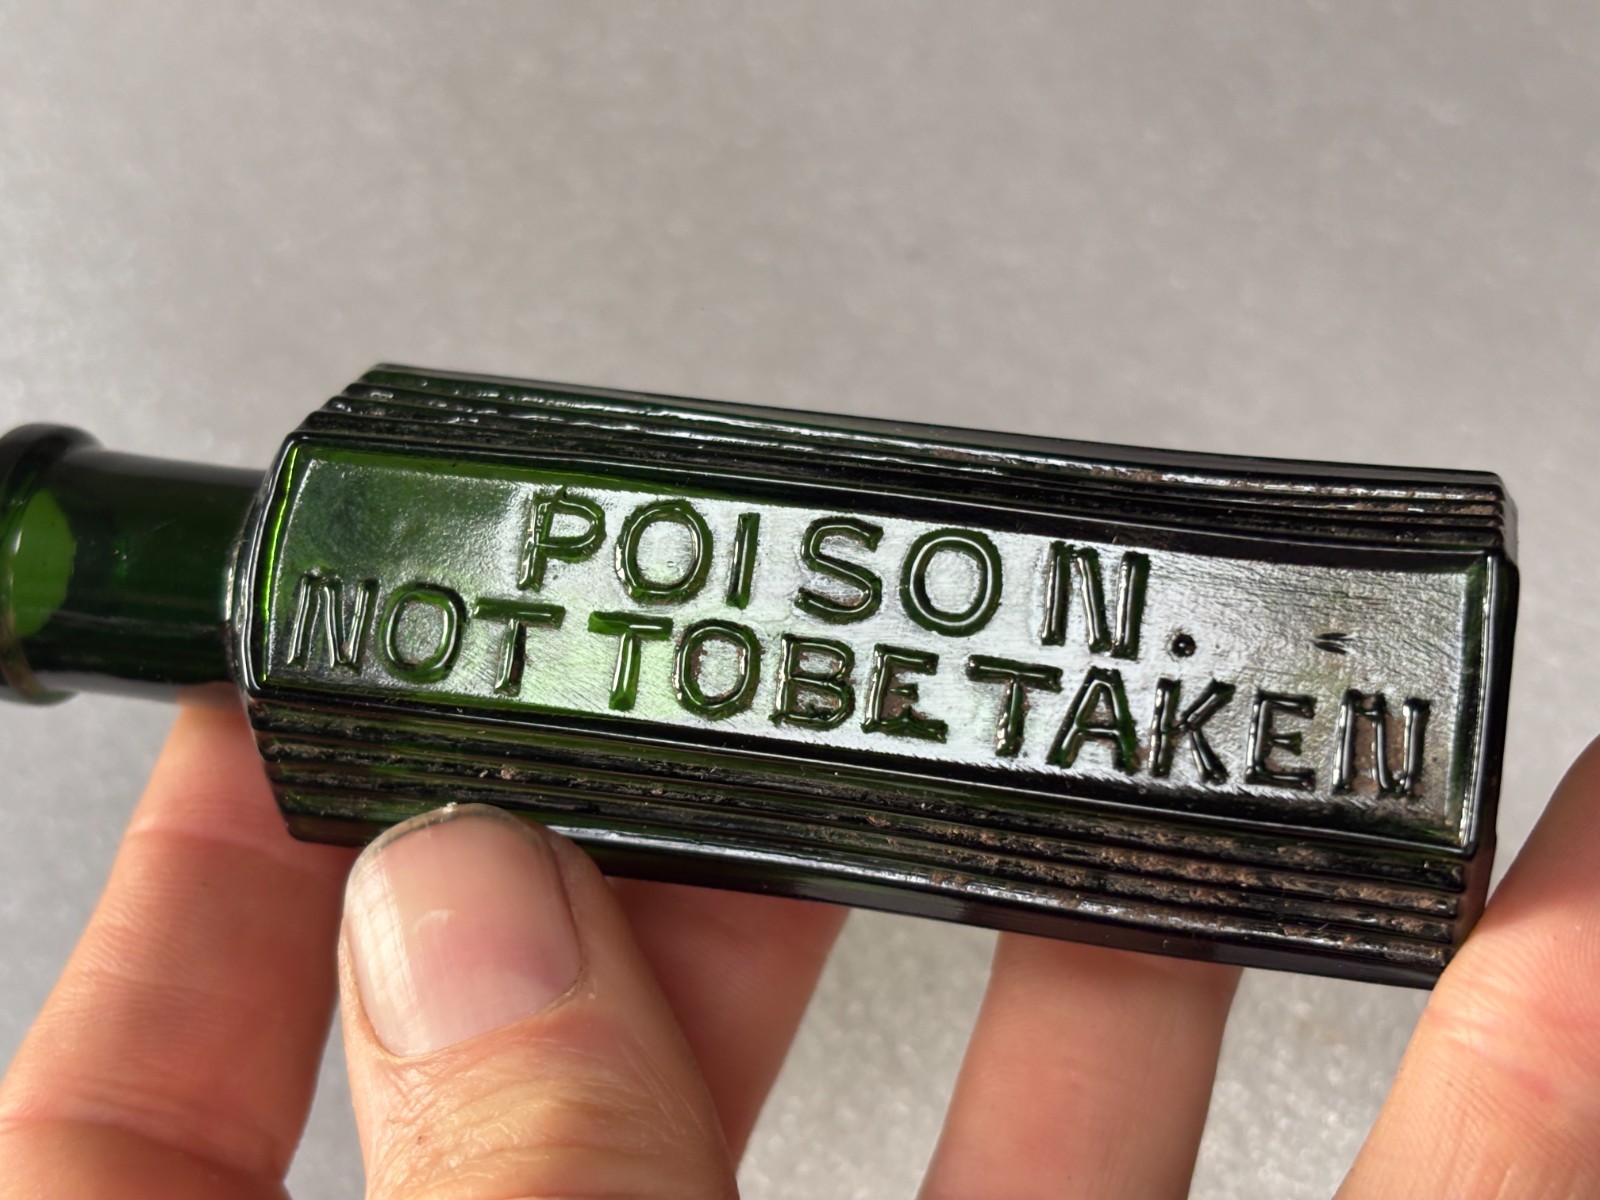 POISON.
NOT TO BE TAKEN